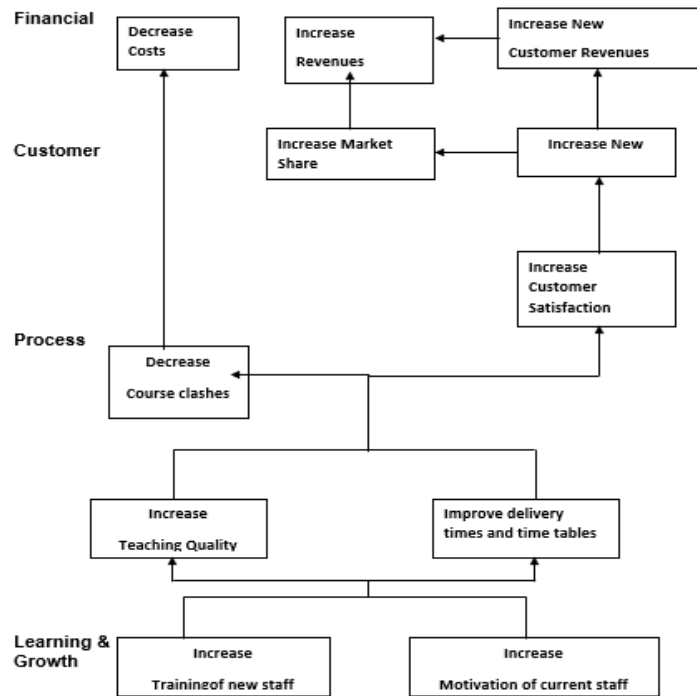 Financial
Decrease
Costs
Increase
Revenues
Increase New
Customer Revenues
Customer
Increase Market
Share
Increase New
Increase
Customer
Satisfaction
Process
Decrease
Course clashes
Increase
Teaching Quality
Improve delivery
times and time tables
Learning &
Growth
Increase
Trainingof new staff
Increase
Motivation of current staff